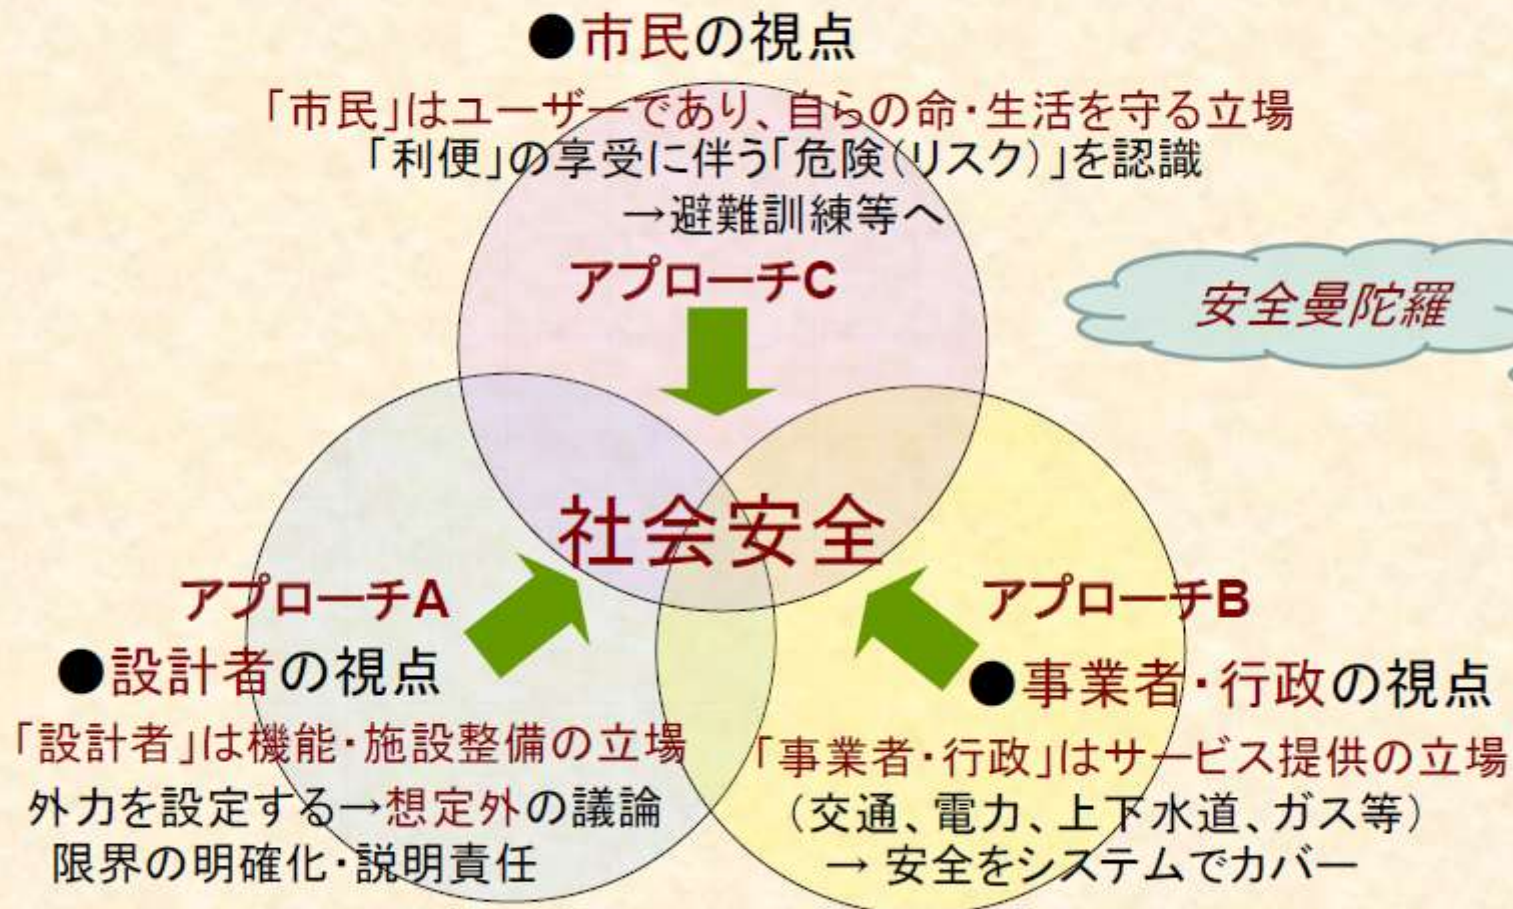 ●市民の視点
「市民」はユーザーであり、自らの命・生活を守る立場
「利便」の享受に伴う「危険(リスク)」を認識
→避難訓練等へ
アプローチC
安全曼陀羅
社会安全
アプローチA
●設計者の視点
「設計者」は機能・施設整備の立場
外力を設定する→想定外の議論
限界の明確化・説明責任
アプローチB
●事業者・行政の視点
「事業者・行政」はサービス提供の立場
(交通、電力、上下水道、ガス等)
→ 安全をシステムでカバー